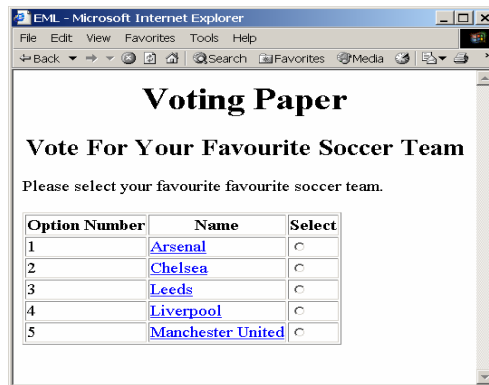 EML - Microsoft Internet Explorer
File Edit View Favorites Tools Help
Back Search Favorites Media
Voting Paper
Vote For Your Favourite Soccer Team
Please select your favourite favourite soccer team.
Option Number Name Select
1 Arsenal
2 Chelsea
3 Leeds
4 Liverpool
5 Manchester United